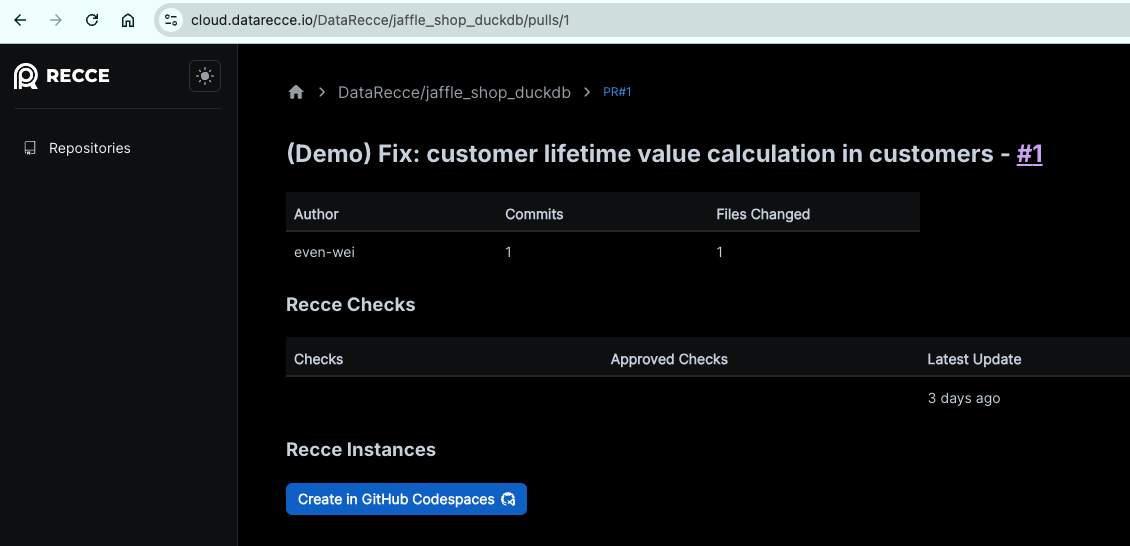 cloud.datarecce.io/DataRecce/jaffle_shop_duckdb/pulls/1
RECCE
Repositories
DataRecce/jaffle_shop_duckdb > PR#1
(Demo) Fix: customer lifetime value calculation in customers - #1
Author Commits Files Changed
even-wei 1 1
Recce Checks
Checks Approved Checks Latest Update
3 days ago
Recce Instances
Create in GitHub Codespaces